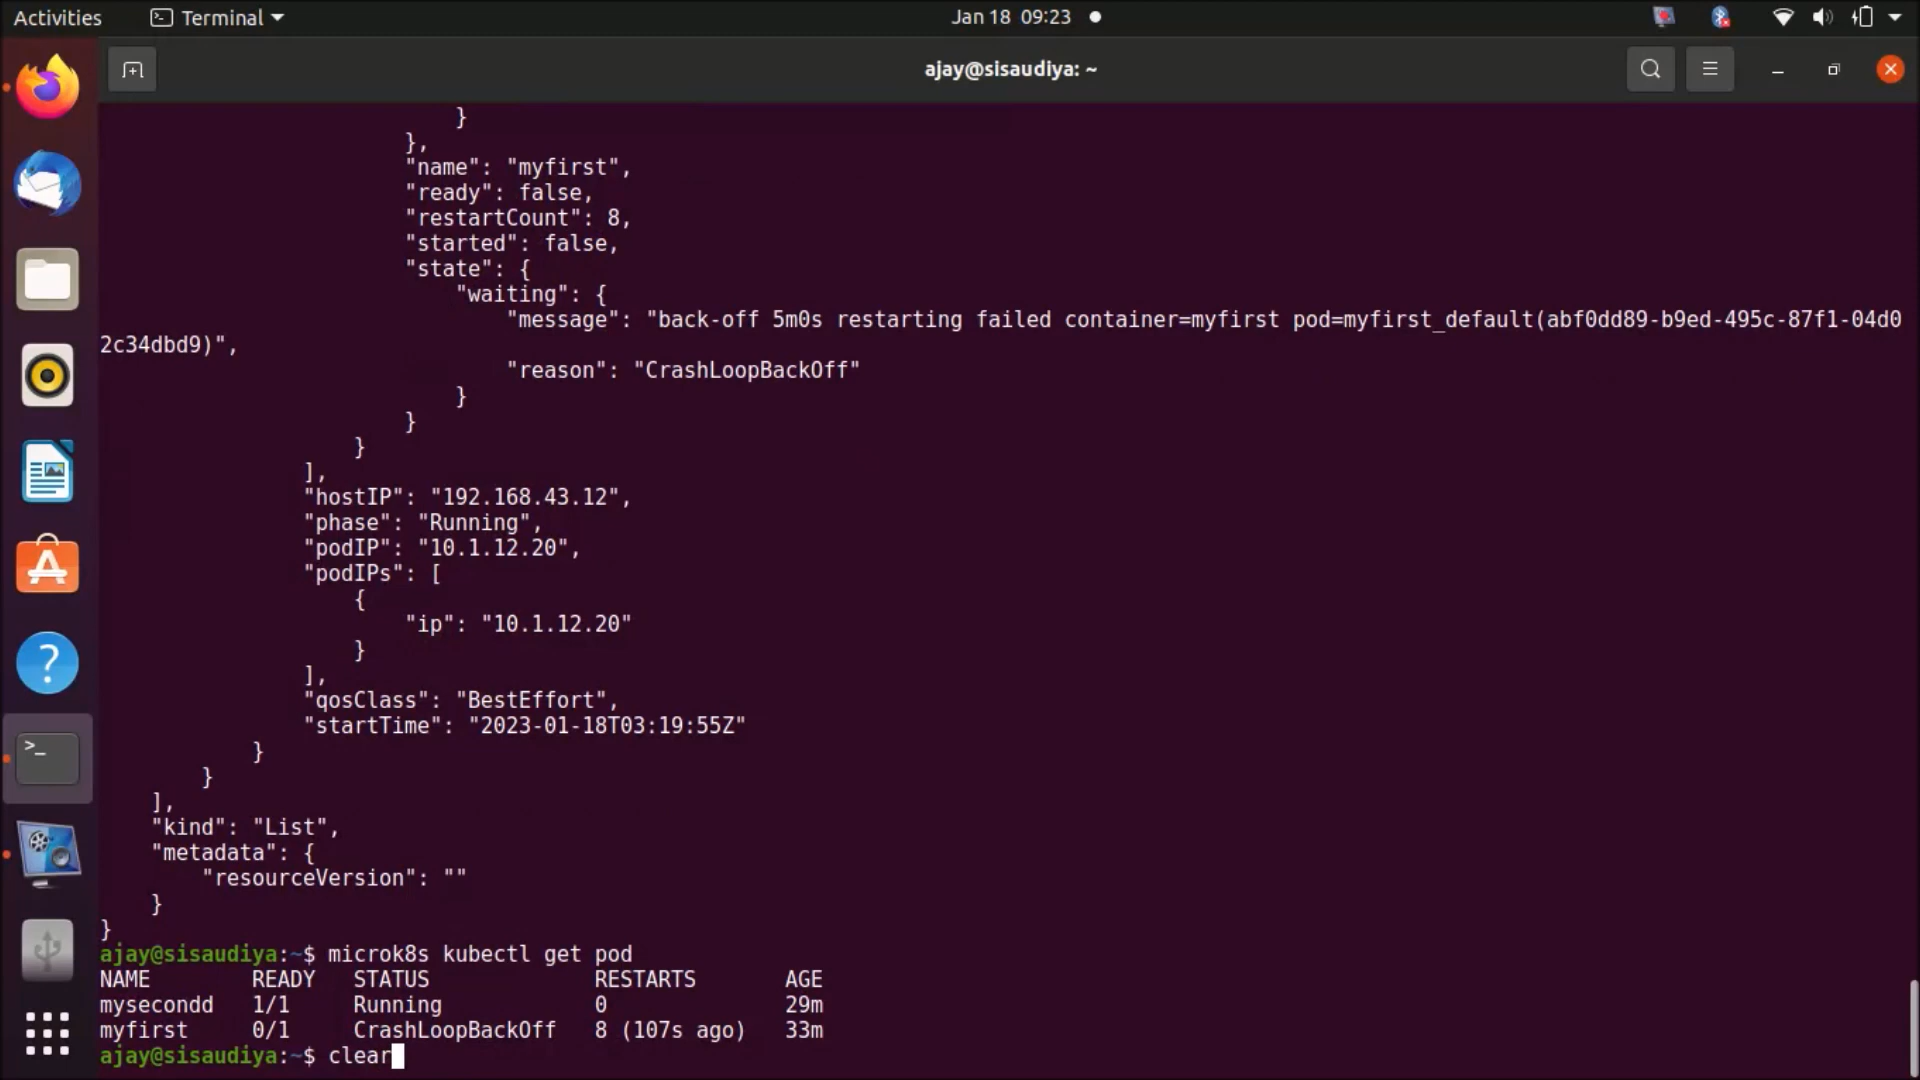 Activities Terminal Jan 18 09:23
ajay@sisaudiya: ~
}
},
"name": "myfirst",
"ready": false,
"restartCount": 8,
"started": false,
"state": {
"waiting": {
"message": "back-off 5m0s restarting failed container=myfirst pod=myfirst_default(abf0dd89-b9ed-495c-87f1-04d0
2c34dbd9)",
"reason": "CrashLoopBackOff"
}
}
}
],
"hostIP": "192.168.43.12",
"phase": "Running",
"podIP": "10.1.12.20",
"podIPs": [
{
"ip": "10.1.12.20"
}
],
"qosClass": "BestEffort",
"startTime": "2023-01-18T03:19:55Z"
}
}
],
"kind": "List",
"metadata": {
"resourceVersion": ""
}
}
ajay@sisaudiya:~$ microk8s kubectl get pod
NAME READY STATUS RESTARTS AGE
mysecondd 1/1 Running 0 29m
myfirst 0/1 CrashLoopBackOff 8 (107s ago) 33m
ajay@sisaudiya:~$ clear